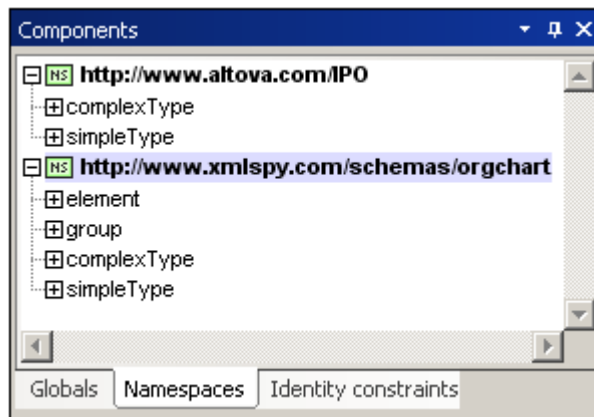 Components
NS http://www.altova.com/IPO
complexType
simpleType
NS http://www.xmlspy.com/schemas/orgchart
element
group
complexType
simpleType
Globals Namespaces Identity constraints